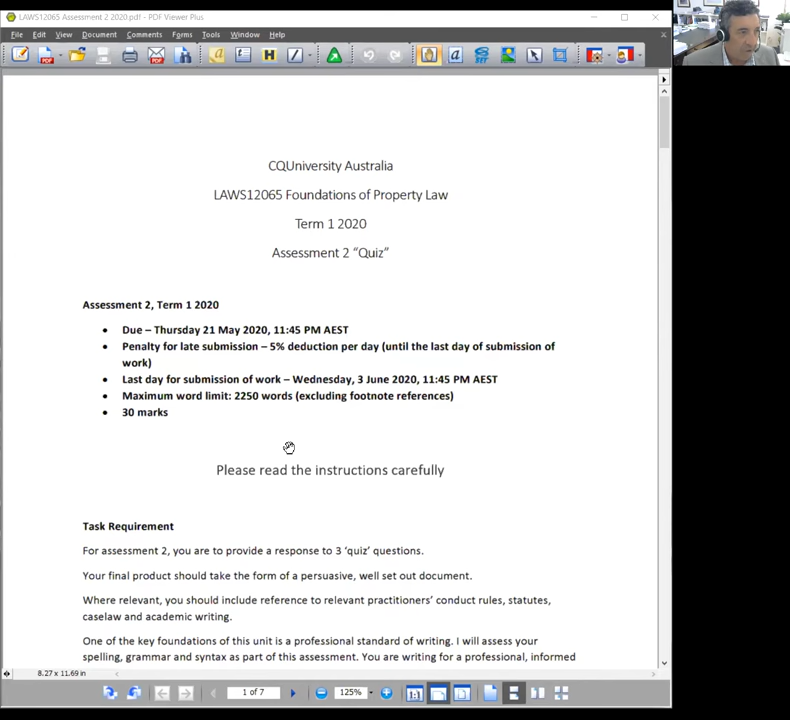 LAWS12065 Assessment 2 2020.pdf - PDF Viewer Plus
File Edit View Document Comments Forms Tools Window Help
CQUniversity Australia
LAWS12065 Foundations of Property Law
Term 1 2020
Assessment 2 "Quiz"
Assessment 2, Term 1 2020
• Due – Thursday 21 May 2020, 11:45 PM AEST
• Penalty for late submission – 5% deduction per day (until the last day of submission of
work)
• Last day for submission of work – Wednesday, 3 June 2020, 11:45 PM AEST
• Maximum word limit: 2250 words (excluding footnote references)
• 30 marks
Please read the instructions carefully
Task Requirement
For assessment 2, you are to provide a response to 3 'quiz' questions.
Your final product should take the form of a persuasive, well set out document.
Where relevant, you should include reference to relevant practitioners' conduct rules, statutes,
caselaw and academic writing.
One of the key foundations of this unit is a professional standard of writing. I will assess your
spelling, grammar and syntax as part of this assessment. You are writing for a professional, informed
8.27 x 11.69 in
1 of 7
125%